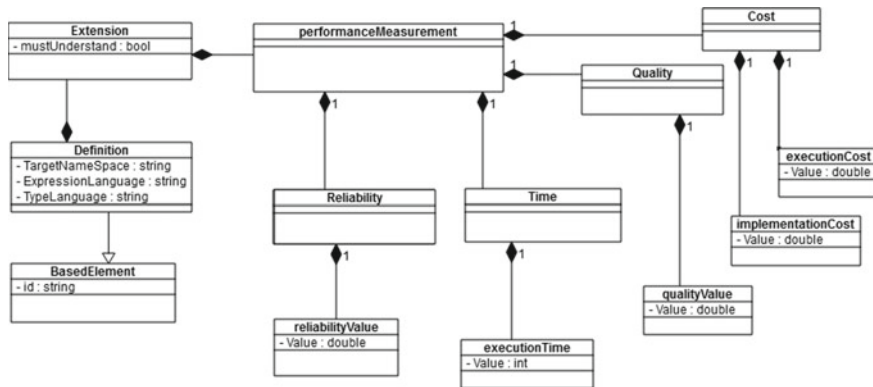 Extension
- mustUnderstand : bool
performanceMeasurement
1
Cost
1
1
1
Quality
1
1
1
Definition
- TargetNameSpace : string
- ExpressionLanguage : string
- TypeLanguage : string
executionCost
- Value : double
Reliability
1
Time
1
implementationCost
- Value : double
BasedElement
- id : string
qualityValue
- Value : double
reliabilityValue
- Value : double
executionTime
- Value : int